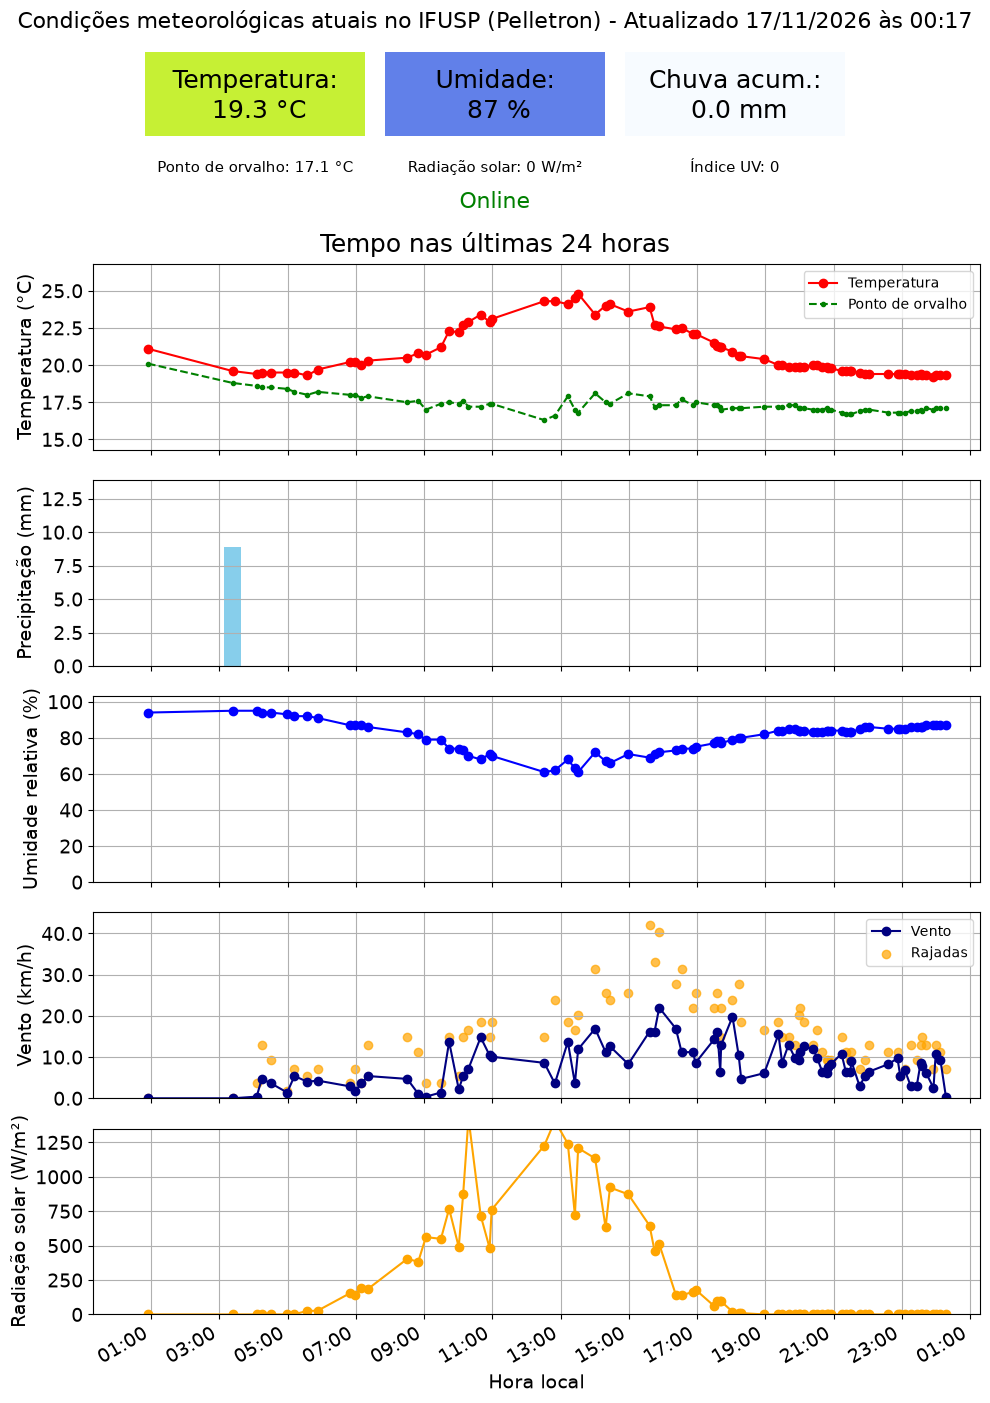 Condições meteorológicas atuais no IFUSP (Pelletron) - Atualizado 17/11/2026 às 00:17
Temperatura:
19.3 °C
Umidade:
87 %
Chuva acum.:
0.0 mm
Ponto de orvalho: 17.1 °C
Radiação solar: 0 W/m²
Índice UV: 0
Online
Tempo nas últimas 24 horas
Temperatura (°C)
25.0
22.5
20.0
17.5
15.0
Temperatura
Ponto de orvalho
Precipitação (mm)
12.5
10.0
7.5
5.0
2.5
0.0
Umidade relativa (%)
100
80
60
40
20
0
Vento (km/h)
40.0
30.0
20.0
10.0
0.0
Vento
Rajadas
Radiação solar (W/m²)
1250
1000
750
500
250
0
01:00
03:00
05:00
07:00
09:00
11:00
13:00
15:00
17:00
19:00
21:00
23:00
01:00
Hora local